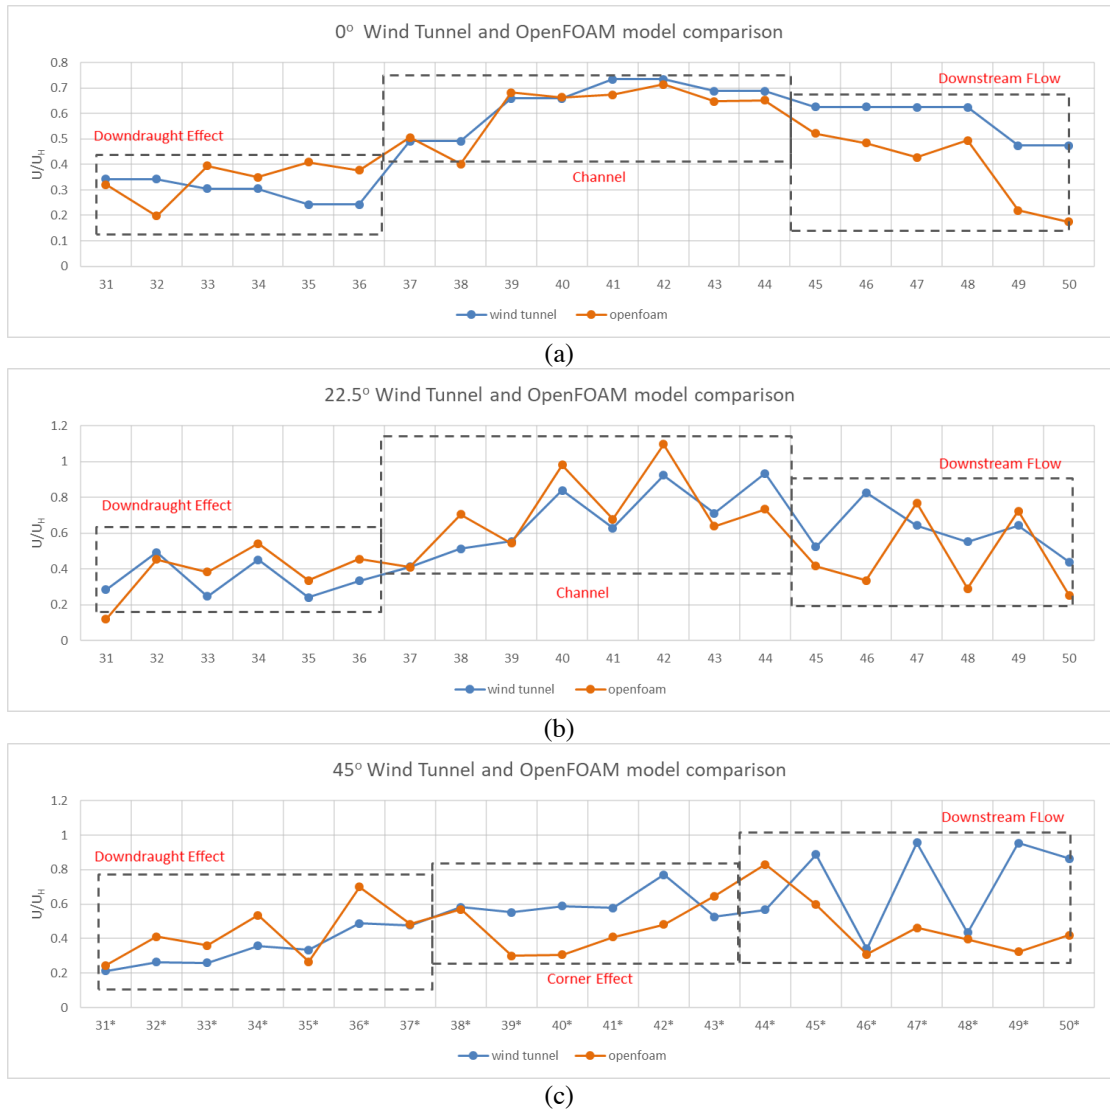 0° Wind Tunnel and OpenFOAM model comparison
0.8
0.7
0.6
0.5
0.4
0.3
0.2
0.1
0
U/U_H
Downdraught Effect
Channel
Downstream FLow
31 32 33 34 35 36 37 38 39 40 41 42 43 44 45 46 47 48 49 50
wind tunnel openfoam
(a)
22.5° Wind Tunnel and OpenFOAM model comparison
1.2
1
0.8
0.6
0.4
0.2
0
U/U_H
Downdraught Effect
Channel
Downstream FLow
31 32 33 34 35 36 37 38 39 40 41 42 43 44 45 46 47 48 49 50
wind tunnel openfoam
(b)
45° Wind Tunnel and OpenFOAM model comparison
1.2
1
0.8
0.6
0.4
0.2
0
U/U_H
Downdraught Effect
Corner Effect
Downstream FLow
31* 32* 33* 34* 35* 36* 37* 38* 39* 40* 41* 42* 43* 44* 45* 46* 47* 48* 49* 50*
wind tunnel openfoam
(c)